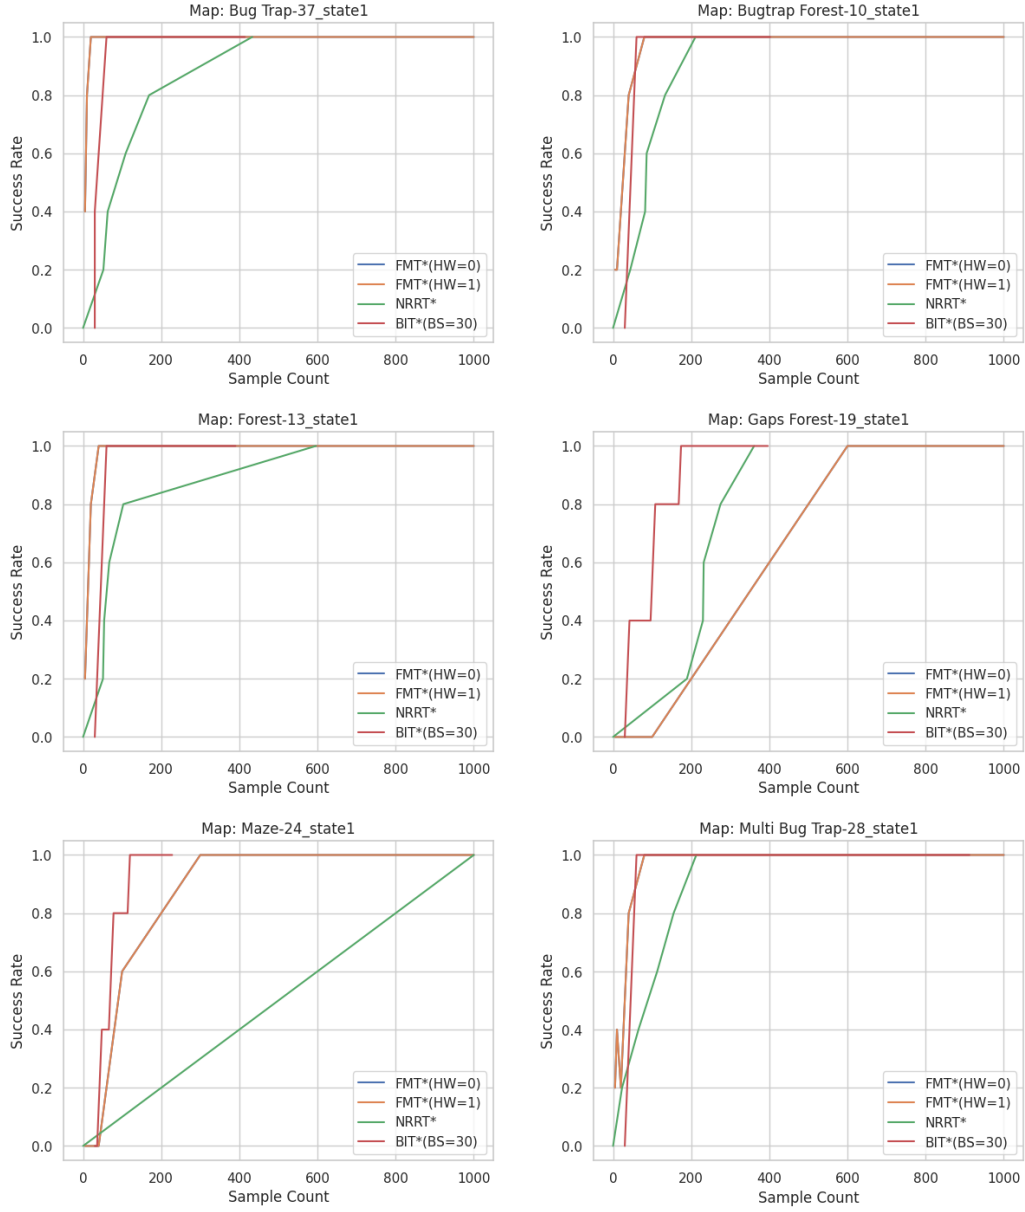 Map: Bug Trap-37_state1
1.0
0.8
0.6
0.4
0.2
0.0
Success Rate
FMT*(HW=0)
FMT*(HW=1)
NRRT*
BIT*(BS=30)
0 200 400 600 800 1000
Sample Count
Map: Bugtrap Forest-10_state1
1.0
0.8
0.6
0.4
0.2
0.0
Success Rate
FMT*(HW=0)
FMT*(HW=1)
NRRT*
BIT*(BS=30)
0 200 400 600 800 1000
Sample Count
Map: Forest-13_state1
1.0
0.8
0.6
0.4
0.2
0.0
Success Rate
FMT*(HW=0)
FMT*(HW=1)
NRRT*
BIT*(BS=30)
0 200 400 600 800 1000
Sample Count
Map: Gaps Forest-19_state1
1.0
0.8
0.6
0.4
0.2
0.0
Success Rate
FMT*(HW=0)
FMT*(HW=1)
NRRT*
BIT*(BS=30)
0 200 400 600 800 1000
Sample Count
Map: Maze-24_state1
1.0
0.8
0.6
0.4
0.2
0.0
Success Rate
FMT*(HW=0)
FMT*(HW=1)
NRRT*
BIT*(BS=30)
0 200 400 600 800 1000
Sample Count
Map: Multi Bug Trap-28_state1
1.0
0.8
0.6
0.4
0.2
0.0
Success Rate
FMT*(HW=0)
FMT*(HW=1)
NRRT*
BIT*(BS=30)
0 200 400 600 800 1000
Sample Count